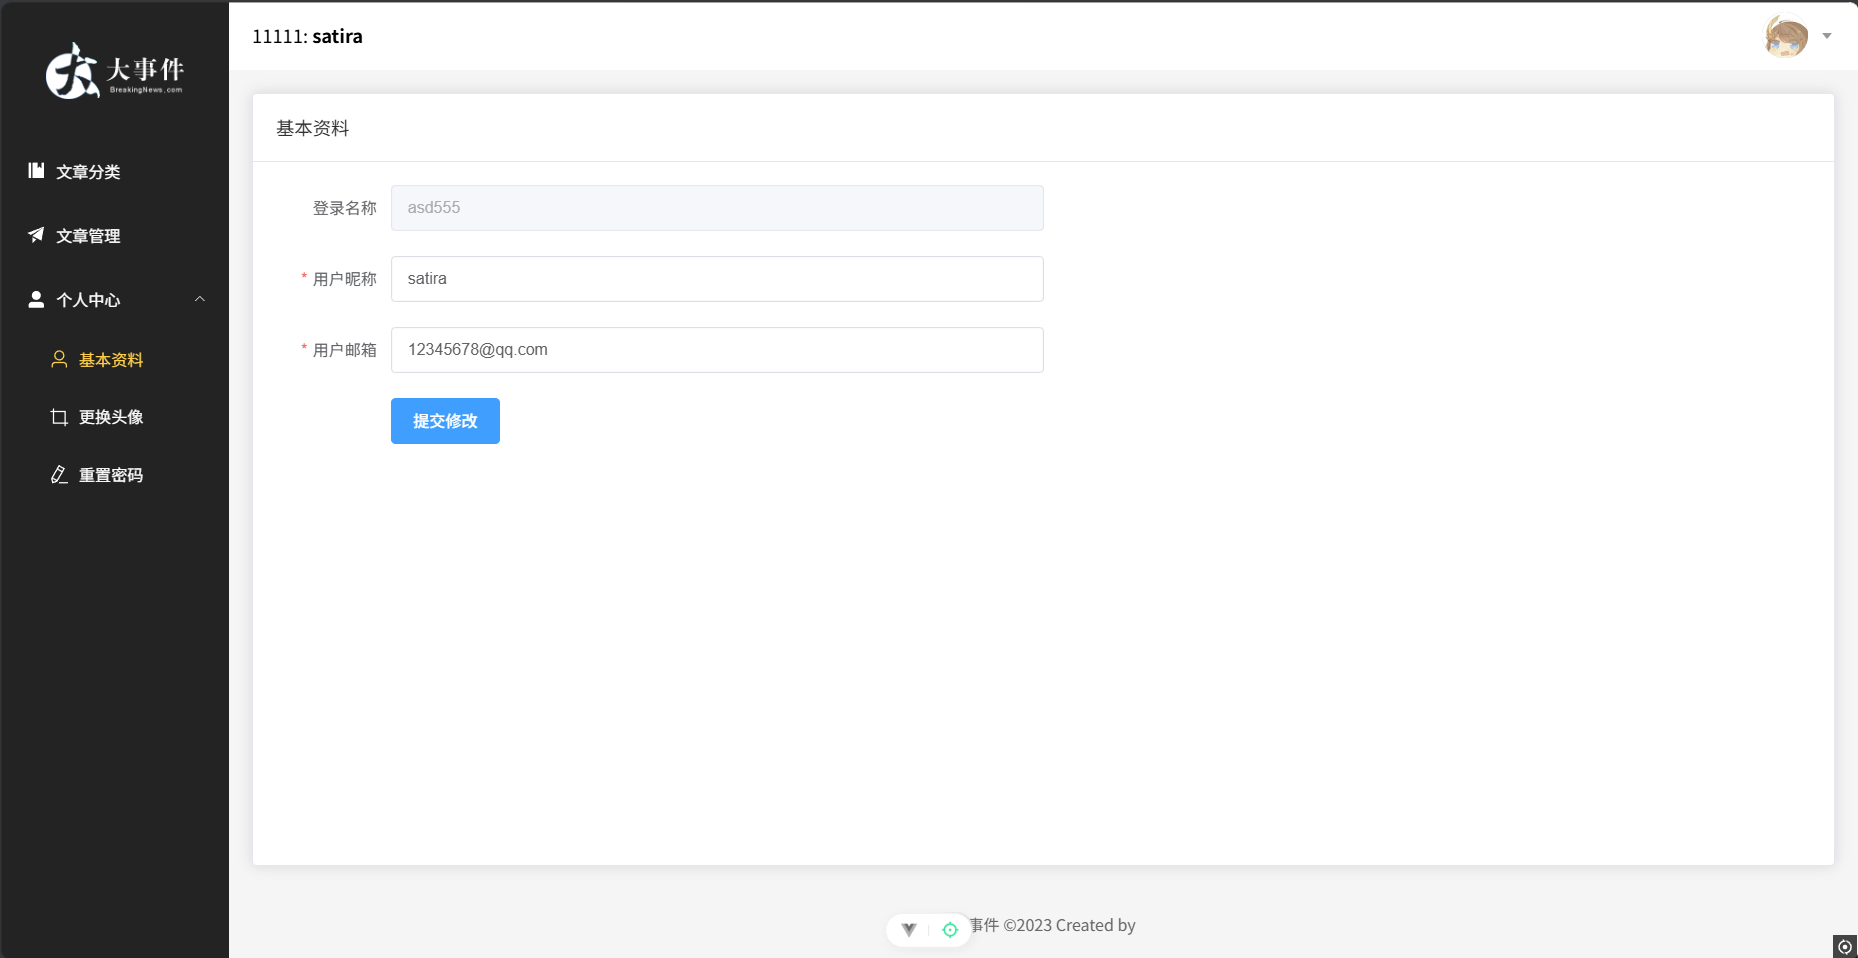 大事件
BreakingNews.com
文章分类
文章管理
个人中心
基本资料
更换头像
重置密码
11111: satira
基本资料
登录名称 asd555
* 用户昵称 satira
* 用户邮箱 12345678@qq.com
提交修改
事件 ©2023 Created by